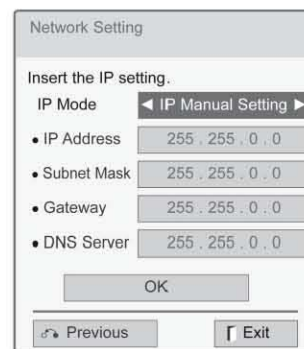 Network Setting
Insert the IP setting.
IP Mode ◀ IP Manual Setting ▶
• IP Address 255 . 255 . 0 . 0
• Subnet Mask 255 . 255 . 0 . 0
• Gateway 255 . 255 . 0 . 0
• DNS Server 255 . 255 . 0 . 0
OK
Previous Exit